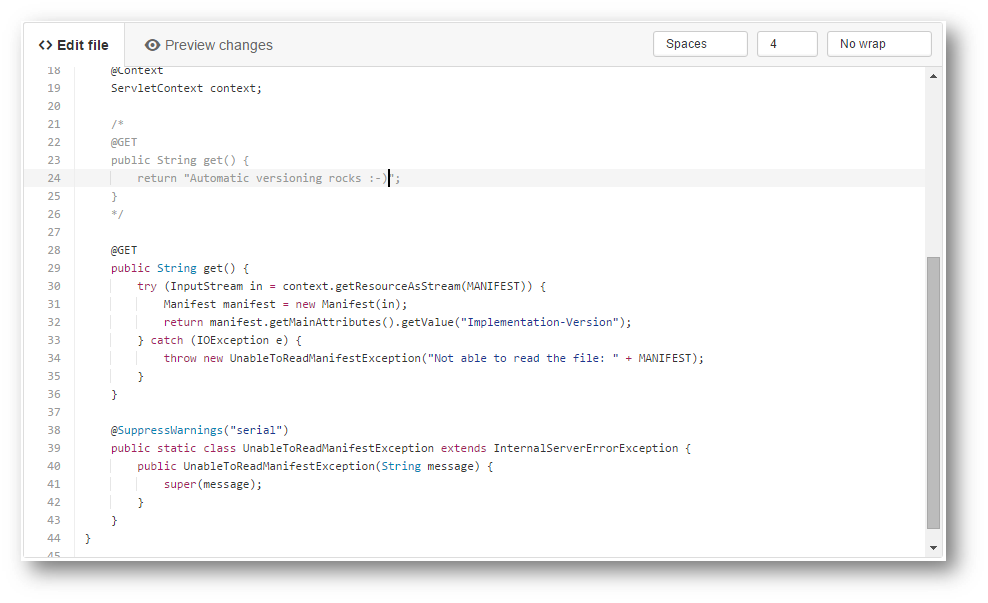 <> Edit file
Preview changes
Spaces
4
No wrap
18 @Context
19 ServletContext context;
20
21 /*
22 @GET
23 public String get() {
24 return "Automatic versioning rocks :-)";
25 }
26 */
27
28 @GET
29 public String get() {
30 try (InputStream in = context.getResourceAsStream(MANIFEST)) {
31 Manifest manifest = new Manifest(in);
32 return manifest.getMainAttributes().getValue("Implementation-Version");
33 } catch (IOException e) {
34 throw new UnableToReadManifestException("Not able to read the file: " + MANIFEST);
35 }
36 }
37
38 @SuppressWarnings("serial")
39 public static class UnableToReadManifestException extends InternalServerErrorException {
40 public UnableToReadManifestException(String message) {
41 super(message);
42 }
43 }
44 }
45